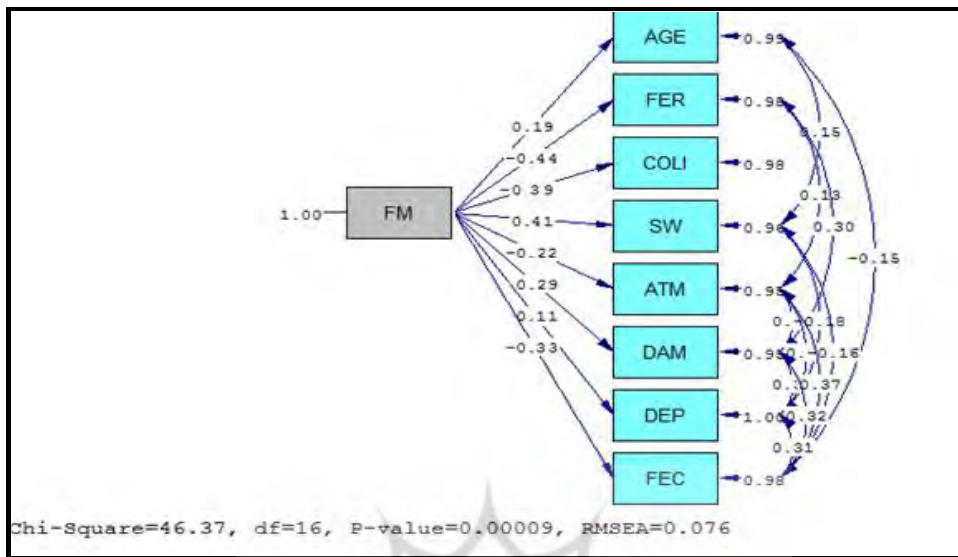 AGE
0.99
FER
0.98
0.19
0.15
-0.44
COLI
0.98
-0.39
0.13
1.00
FM
0.41
SW
0.96
0.30
-0.22
-0.15
0.29
ATM
0.95
0.11
-0.18
-0.33
DAM
0.95
-0.16
0.37
DEP
1.00
0.32
0.31
FEC
0.98
Chi-Square=46.37, df=16, P-value=0.00009, RMSEA=0.076